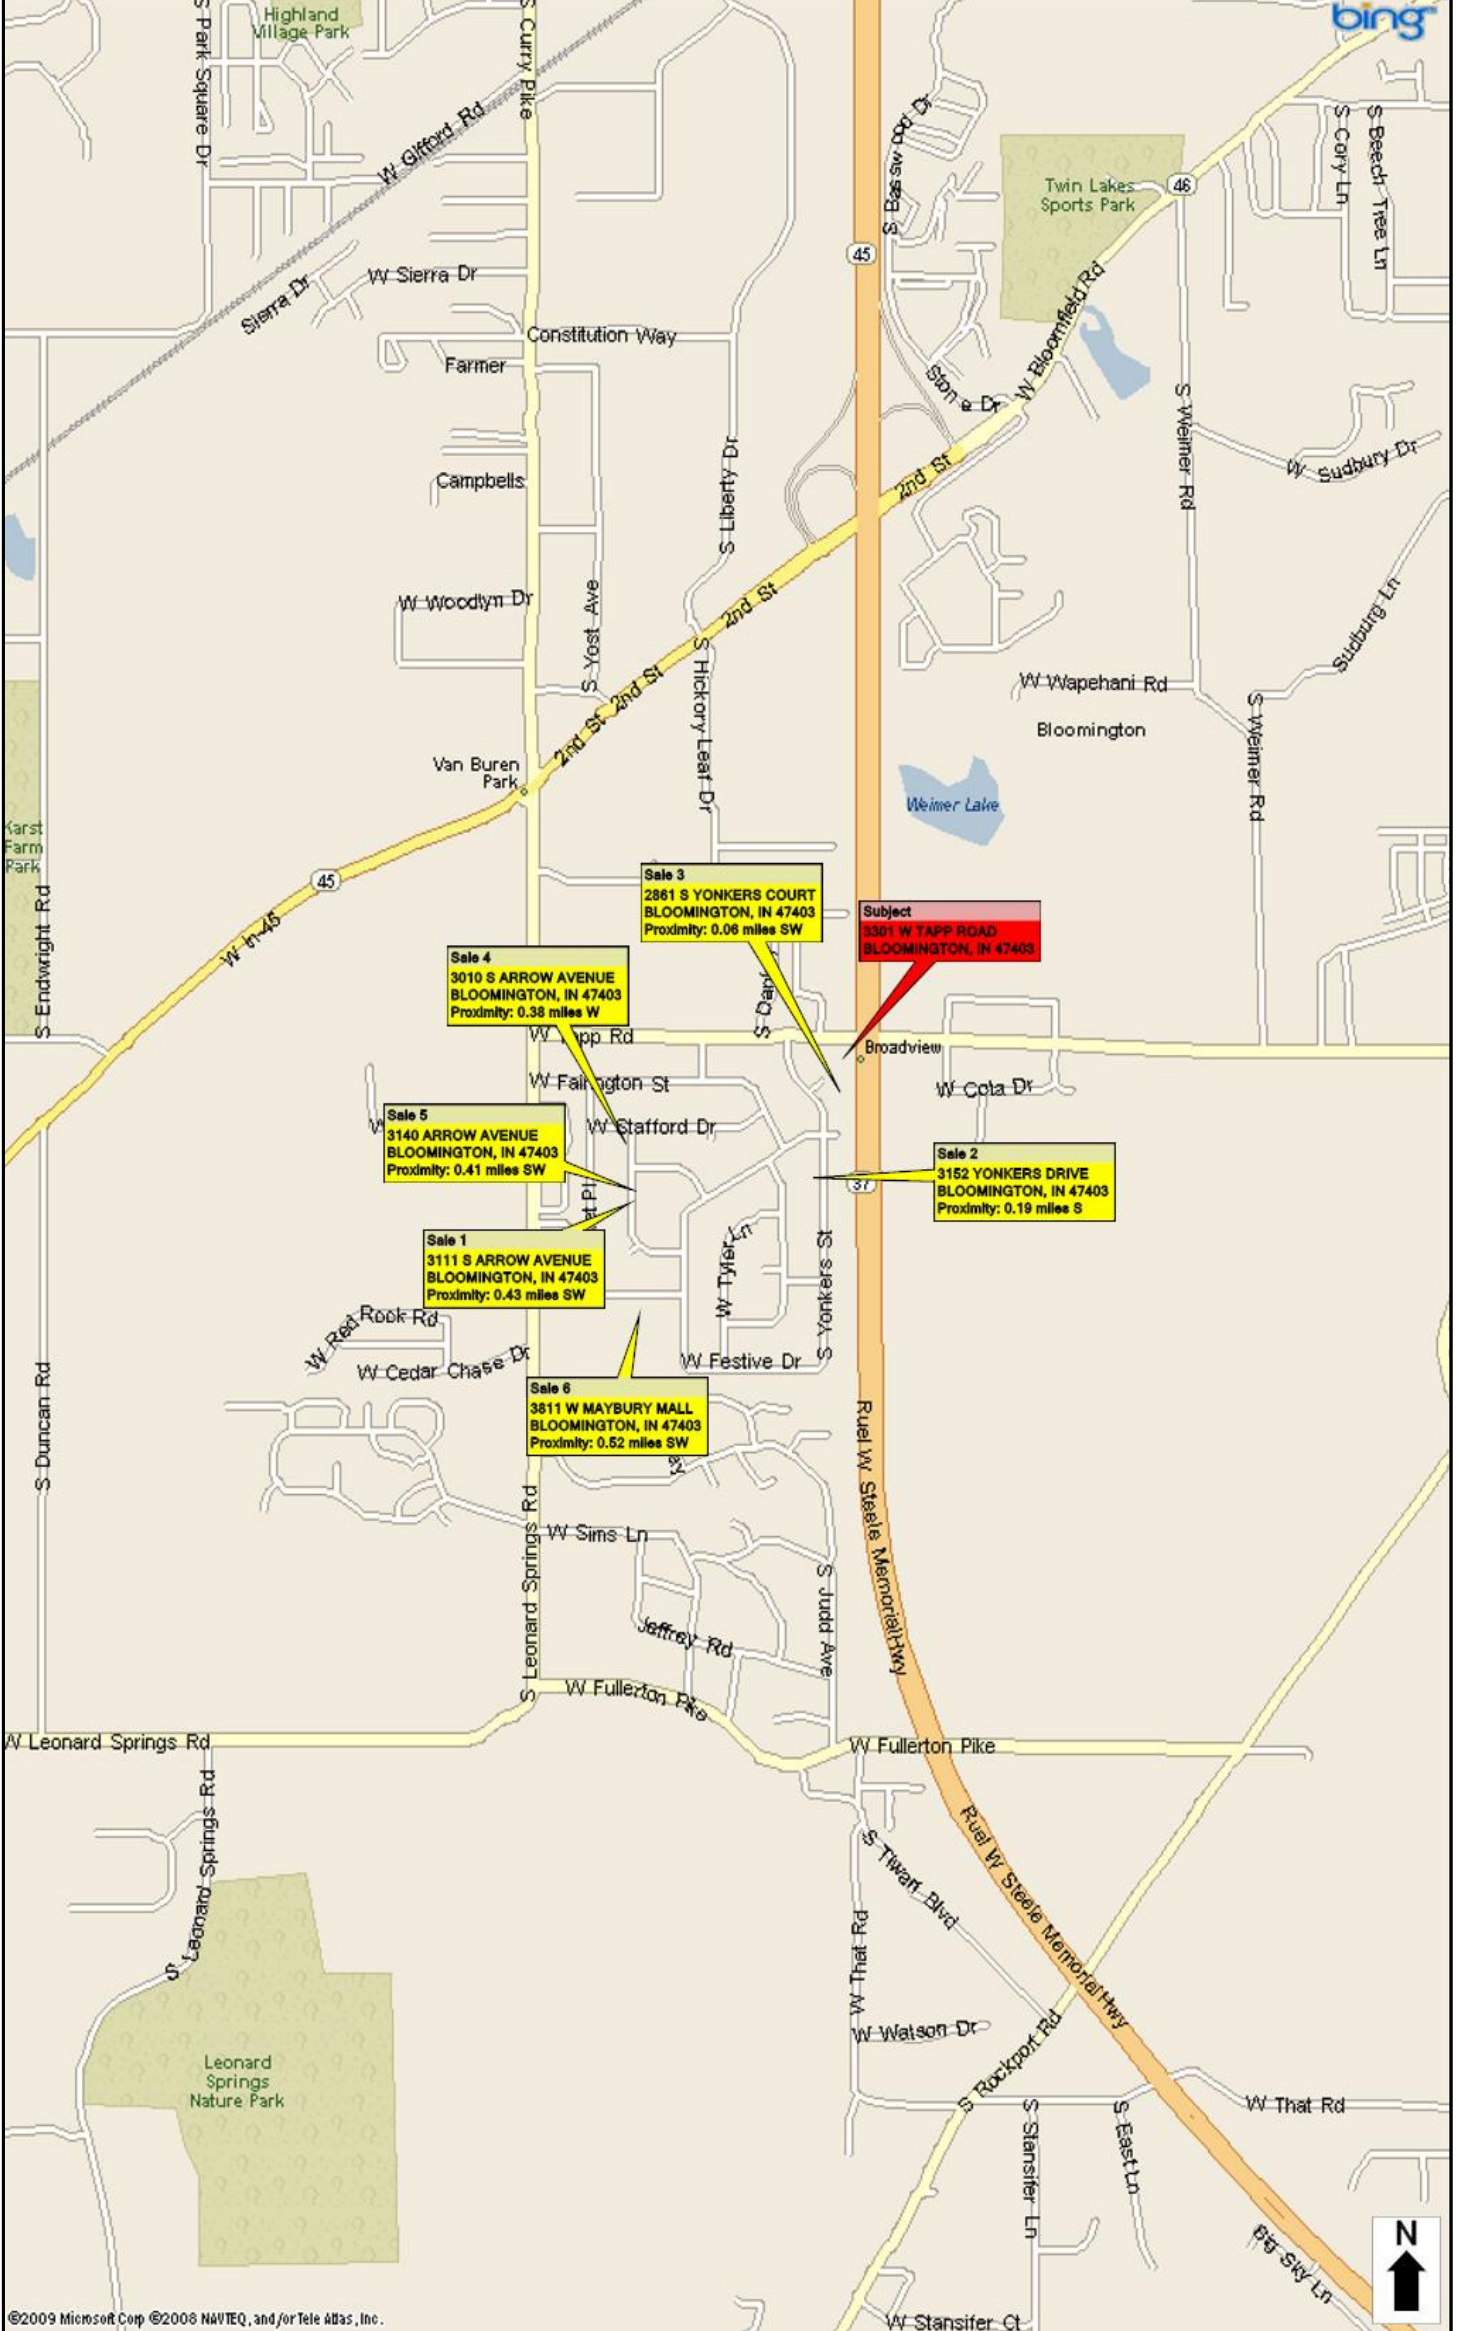 bing™
Highland
Village Park
S Park Square Dr
S Curry Pike
W Gifford Rd
S Basswood Dr
Twin Lakes
Sports Park
46
S Cory Ln
S Beech Tree Ln
45
W Sierra Dr
Sierra Dr
W Bloomfield Rd
Constitution Way
Farmer
Stone Dr
S Weimer Rd
S Liberty Dr
W Sudbury Dr
Campbells
2nd St
W Woodlyn Dr
S Yost Ave
2nd St
Sudburg Ln
S Hickory Leaf Dr
2nd St
W Wapehani Rd
2nd St
Bloomington
S Weimer Rd
Van Buren
Park
Weimer Lake
Karst
Farm
Park
45
W In-45
S Endwright Rd
Sale 3
2861 S YONKERS COURT
BLOOMINGTON, IN 47403
Proximity: 0.06 miles SW
Subject
3301 W TAPP ROAD
BLOOMINGTON, IN 47403
Sale 4
3010 S ARROW AVENUE
BLOOMINGTON, IN 47403
Proximity: 0.38 miles W
W Tapp Rd
Broadview
W Fairington St
W Cota Dr
Sale 5
3140 ARROW AVENUE
BLOOMINGTON, IN 47403
Proximity: 0.41 miles SW
W Stafford Dr
Sale 2
3152 YONKERS DRIVE
BLOOMINGTON, IN 47403
Proximity: 0.19 miles S
37
Sale 1
3111 S ARROW AVENUE
BLOOMINGTON, IN 47403
Proximity: 0.43 miles SW
W Tyler Ln
S Yonkers St
W Red Rook Rd
W Cedar Chase Dr
W Festive Dr
S Duncan Rd
Sale 6
3811 W MAYBURY MALL
BLOOMINGTON, IN 47403
Proximity: 0.52 miles SW
Ruel W Steele Memorial Hwy
S Leonard Springs Rd
W Sims Ln
S Judd Ave
Jeffrey Rd
W Fullerton Pike
W Leonard Springs Rd
W Fullerton Pike
S Leonard Springs Rd
S Tiwari Blvd
Ruel W Steele Memorial Hwy
W That Rd
W Watson Dr
S Rockport Rd
Leonard
Springs
Nature Park
W That Rd
S Stansifer Ln
S East Ln
Big Sky Ln
N
W Stansifer Ct
©2009 Microsoft Corp ©2008 NAVTEQ, and/or Tele Atlas, Inc.